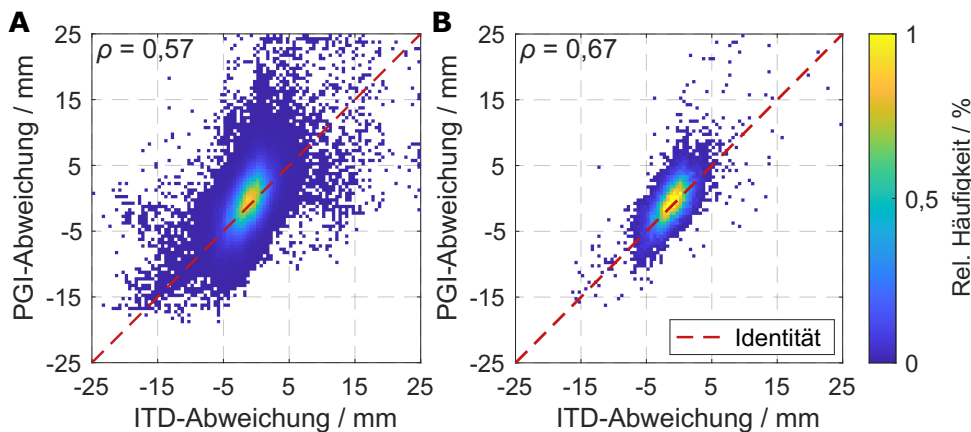 A
ρ = 0,57
25
15
5
-5
-15
-25
-25 -15 -5 5 15 25
PGI-Abweichung / mm
ITD-Abweichung / mm
B
ρ = 0,67
25
15
5
-5
-15
-25
-25 -15 -5 5 15 25
PGI-Abweichung / mm
ITD-Abweichung / mm
Identität
1
0,5
0
Rel. Häufigkeit / %